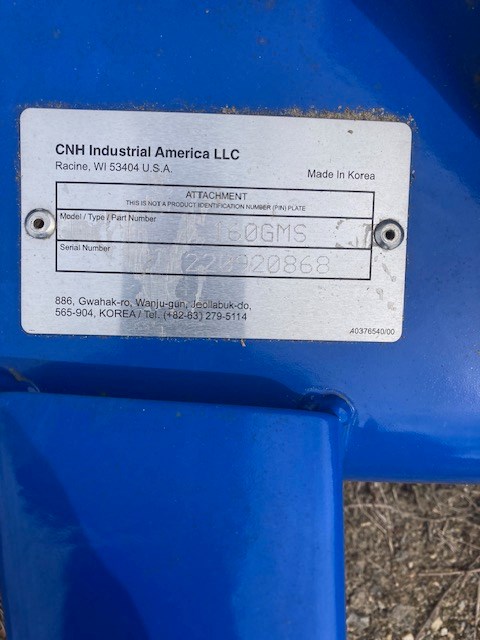 CNH Industrial America LLC
Racine, WI 53404 U.S.A.
Made In Korea
ATTACHMENT
THIS IS NOT A PRODUCT IDENTIFICATION NUMBER (PIN) PLATE
Model / Type / Part Number
Serial Number
886, Gwahak-ro, Wanju-gun, Jeollabuk-do,
565-904, KOREA / Tel. (+82-63) 279-5114
40376540/00